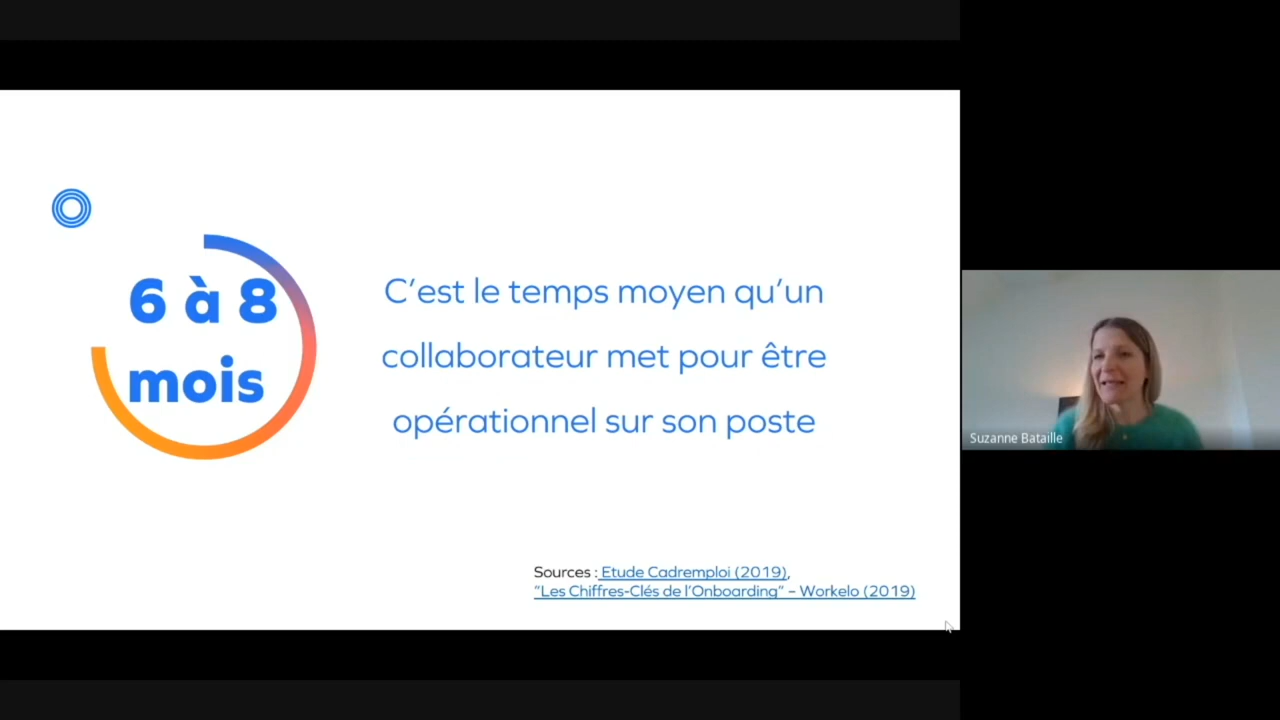 6 à 8
mois
C’est le temps moyen qu’un
collaborateur met pour être
opérationnel sur son poste
Sources : Etude Cadremploi (2019),
“Les Chiffres-Clés de l’Onboarding” – Workelo (2019)
Suzanne Bataille